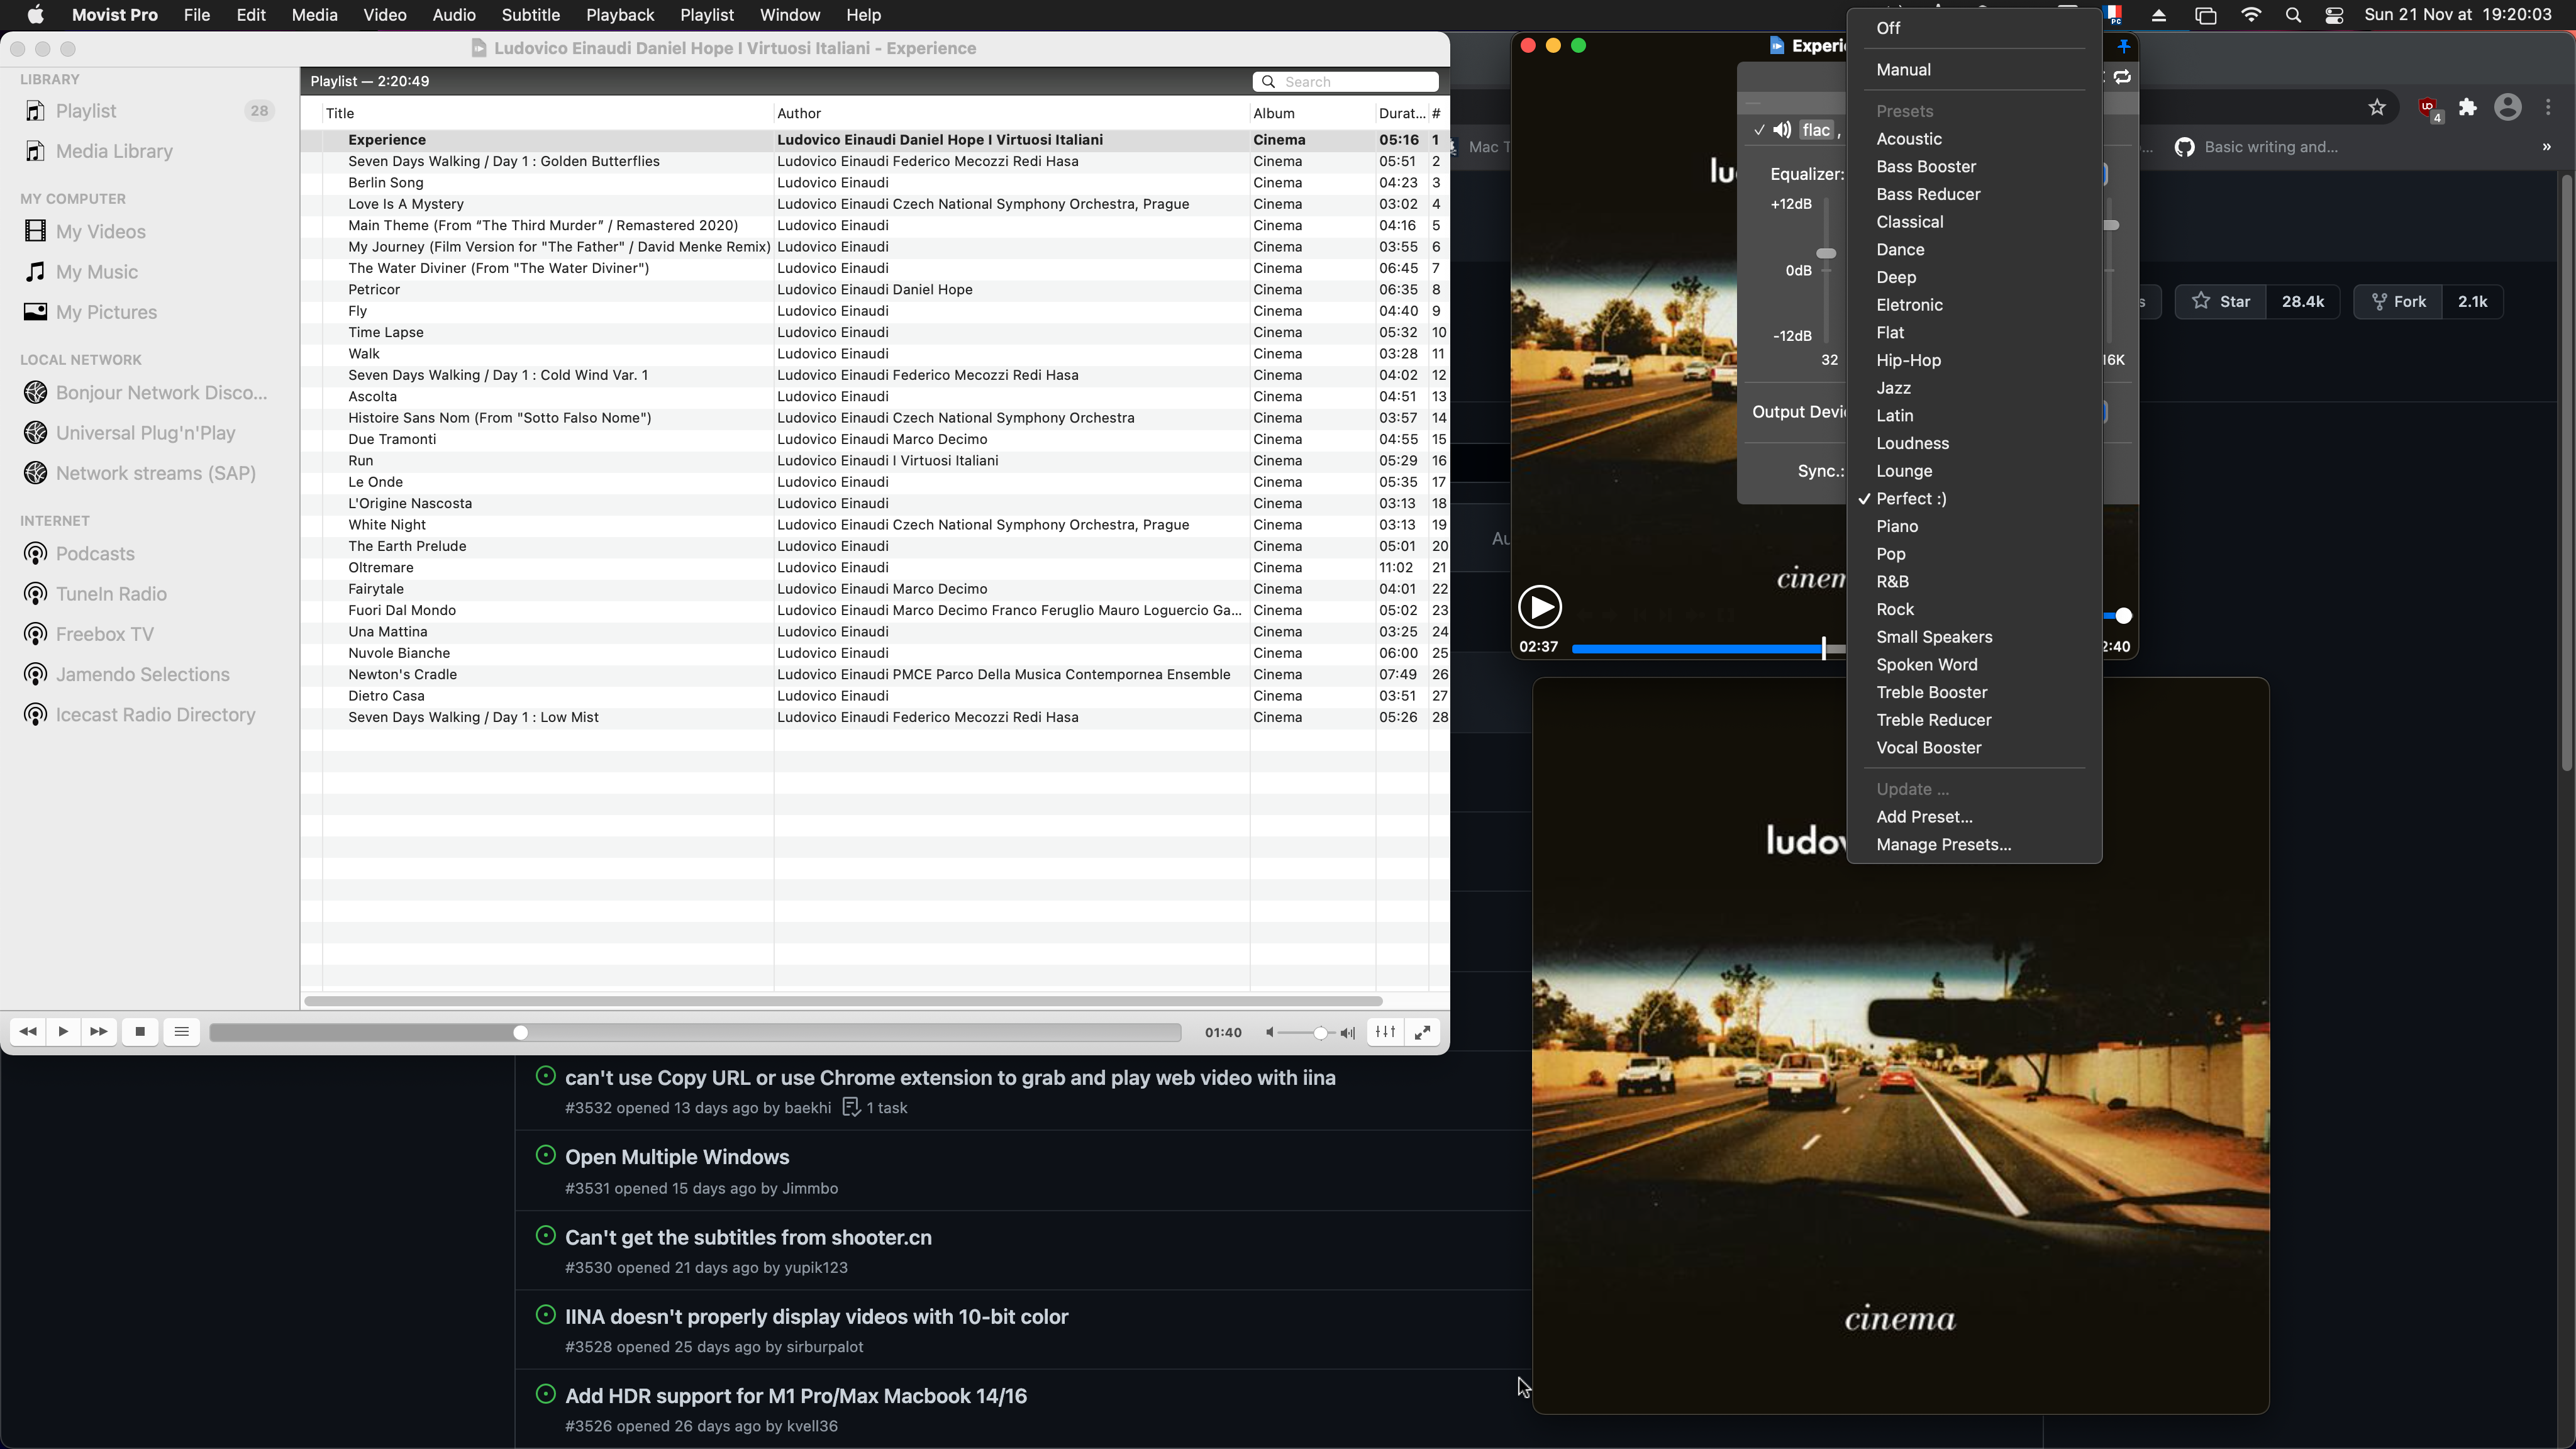 Movist Pro File Edit Media Video Audio Subtitle Playback Playlist Window Help
Sun 21 Nov at 19:20:03
Ludovico Einaudi Daniel Hope I Virtuosi Italiani - Experience
LIBRARY
Playlist 28
Media Library
MY COMPUTER
My Videos
My Music
My Pictures
LOCAL NETWORK
Bonjour Network Disco...
Universal Plug'n'Play
Network streams (SAP)
INTERNET
Podcasts
TuneIn Radio
Freebox TV
Jamendo Selections
Icecast Radio Directory
Playlist — 2:20:49
Search
Title Author Album Durat... #
Experience Ludovico Einaudi Daniel Hope I Virtuosi Italiani Cinema 05:16 1
Seven Days Walking / Day 1 : Golden Butterflies Ludovico Einaudi Federico Mecozzi Redi Hasa Cinema 05:51 2
Berlin Song Ludovico Einaudi Cinema 04:23 3
Love Is A Mystery Ludovico Einaudi Czech National Symphony Orchestra, Prague Cinema 03:02 4
Main Theme (From “The Third Murder” / Remastered 2020) Ludovico Einaudi Cinema 04:16 5
My Journey (Film Version for "The Father" / David Menke Remix) Ludovico Einaudi Cinema 03:55 6
The Water Diviner (From "The Water Diviner") Ludovico Einaudi Cinema 06:45 7
Petricor Ludovico Einaudi Daniel Hope Cinema 06:35 8
Fly Ludovico Einaudi Cinema 04:40 9
Time Lapse Ludovico Einaudi Cinema 05:32 10
Walk Ludovico Einaudi Cinema 03:28 11
Seven Days Walking / Day 1 : Cold Wind Var. 1 Ludovico Einaudi Federico Mecozzi Redi Hasa Cinema 04:02 12
Ascolta Ludovico Einaudi Cinema 04:51 13
Histoire Sans Nom (From "Sotto Falso Nome") Ludovico Einaudi Czech National Symphony Orchestra Cinema 03:57 14
Due Tramonti Ludovico Einaudi Marco Decimo Cinema 04:55 15
Run Ludovico Einaudi I Virtuosi Italiani Cinema 05:29 16
Le Onde Ludovico Einaudi Cinema 05:35 17
L'Origine Nascosta Ludovico Einaudi Cinema 03:13 18
White Night Ludovico Einaudi Czech National Symphony Orchestra, Prague Cinema 03:13 19
The Earth Prelude Ludovico Einaudi Cinema 05:01 20
Oltremare Ludovico Einaudi Cinema 11:02 21
Fairytale Ludovico Einaudi Marco Decimo Cinema 04:01 22
Fuori Dal Mondo Ludovico Einaudi Marco Decimo Franco Feruglio Mauro Loguercio Ga... Cinema 05:02 23
Una Mattina Ludovico Einaudi Cinema 03:25 24
Nuvole Bianche Ludovico Einaudi Cinema 06:00 25
Newton's Cradle Ludovico Einaudi PMCE Parco Della Musica Contempornea Ensemble Cinema 07:49 26
Dietro Casa Ludovico Einaudi Cinema 03:51 27
Seven Days Walking / Day 1 : Low Mist Ludovico Einaudi Federico Mecozzi Redi Hasa Cinema 05:26 28
01:40
can't use Copy URL or use Chrome extension to grab and play web video with iina
#3532 opened 13 days ago by baekhi 1 task
Open Multiple Windows
#3531 opened 15 days ago by Jimmbo
Can't get the subtitles from shooter.cn
#3530 opened 21 days ago by yupik123
IINA doesn't properly display videos with 10-bit color
#3528 opened 25 days ago by sirburpalot
Add HDR support for M1 Pro/Max Macbook 14/16
#3526 opened 26 days ago by kvell36
Mac T
Au
Experi
lu
flac ,
Equalizer:
+12dB
0dB
-12dB
32
16K
Output Devi
Sync.:
cinem
02:37
2:40
Off
Manual
Presets
Acoustic
Bass Booster
Bass Reducer
Classical
Dance
Deep
Eletronic
Flat
Hip-Hop
Jazz
Latin
Loudness
Lounge
Perfect :)
Piano
Pop
R&B
Rock
Small Speakers
Spoken Word
Treble Booster
Treble Reducer
Vocal Booster
Update ...
Add Preset...
Manage Presets...
PC
UO
4
Basic writing and...
»
s
Star 28.4k
Fork 2.1k
ludov
cinema